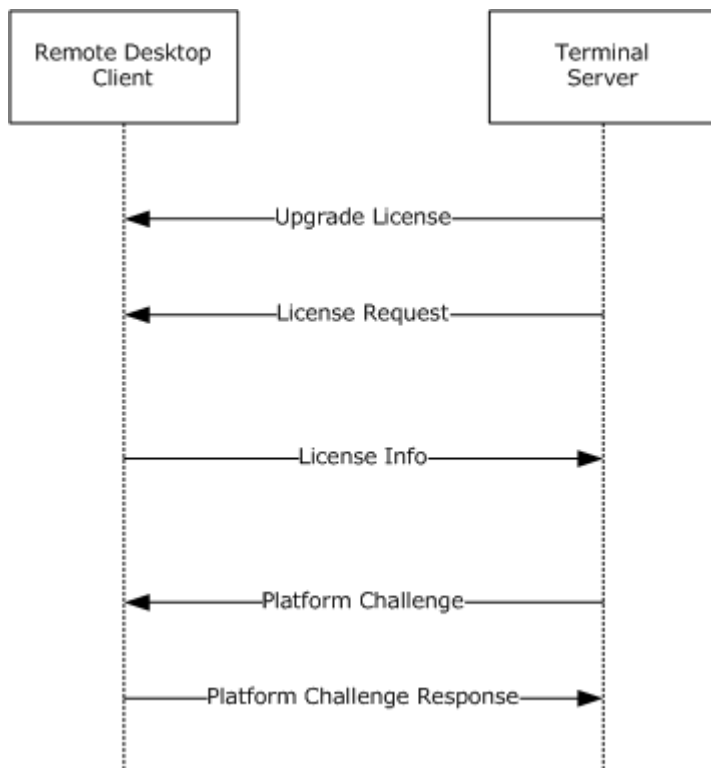 Remote Desktop
Client
Terminal
Server
Upgrade License
License Request
License Info
Platform Challenge
Platform Challenge Response